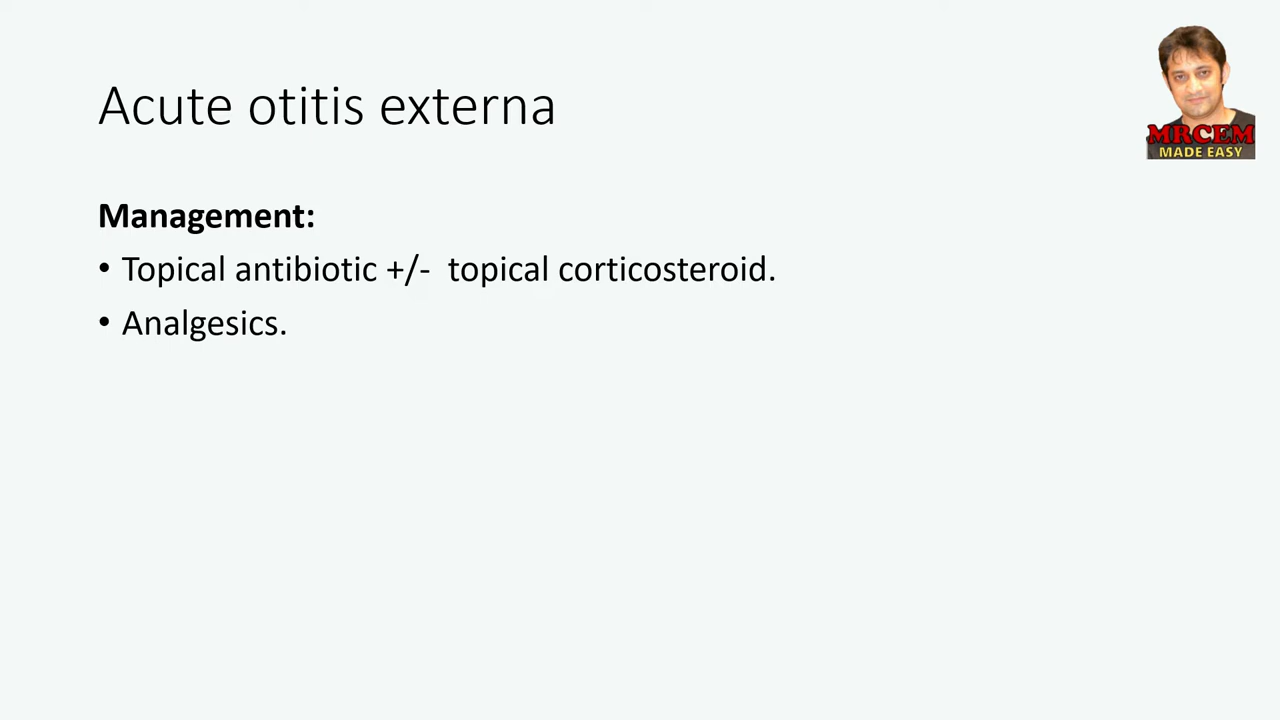 Acute otitis externa
MRCEM
MADE EASY
Management:
• Topical antibiotic +/-  topical corticosteroid.
• Analgesics.